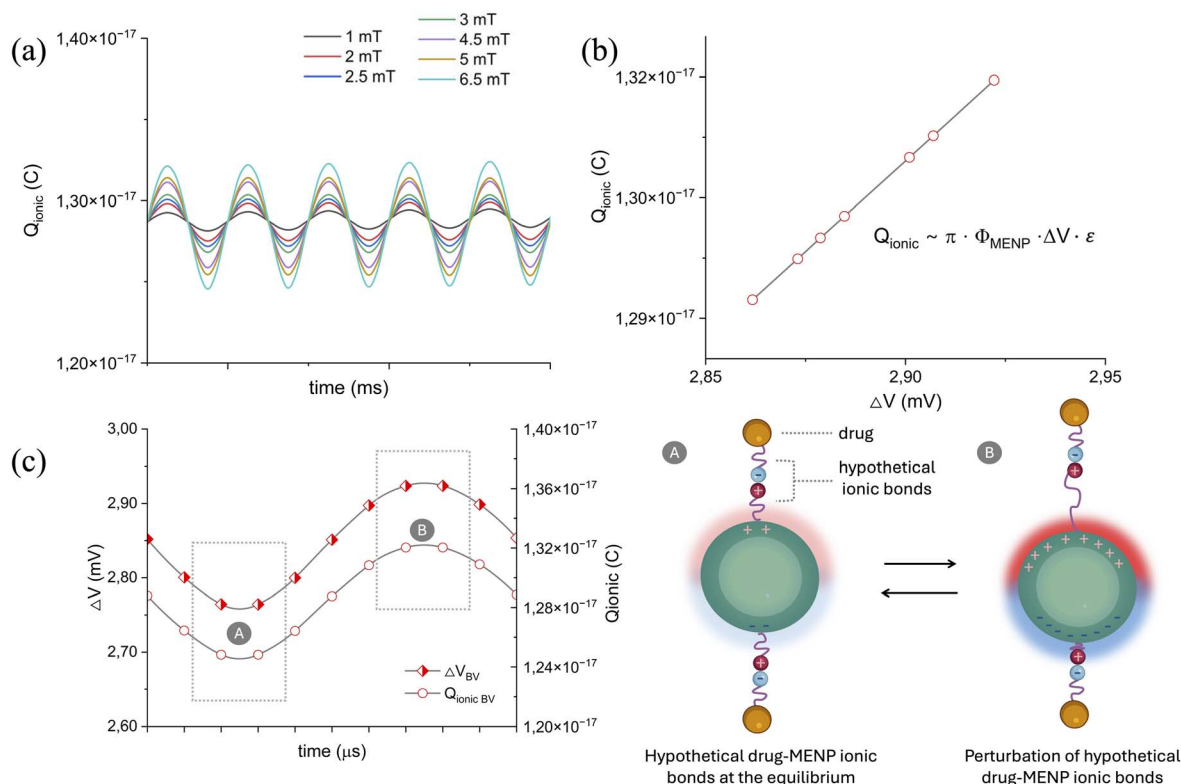 (a)
1,40×10⁻¹⁷
1,30×10⁻¹⁷
1,20×10⁻¹⁷
Q_ionic (C)
1 mT
2 mT
2.5 mT
3 mT
4.5 mT
5 mT
6.5 mT
time (ms)
(b)
1,32×10⁻¹⁷
1,30×10⁻¹⁷
1,29×10⁻¹⁷
Q_ionic (C)
Q_ionic ~ π · Φ_MENP · ΔV · ε
2,85
2,90
2,95
△V (mV)
(c)
3,00
2,90
2,80
2,70
2,60
△V (mV)
A
B
△V_BV
Q_ionic BV
1,40×10⁻¹⁷
1,36×10⁻¹⁷
1,32×10⁻¹⁷
1,28×10⁻¹⁷
1,24×10⁻¹⁷
1,20×10⁻¹⁷
Qionic (C)
time (μs)
A
drug
hypothetical
ionic bonds
-
+
+ +
- -
+
-
Hypothetical drug-MENP ionic
bonds at the equilibrium
B
-
+
+ + + + + + + +
- - - - - - - -
+
-
Perturbation of hypothetical
drug-MENP ionic bonds